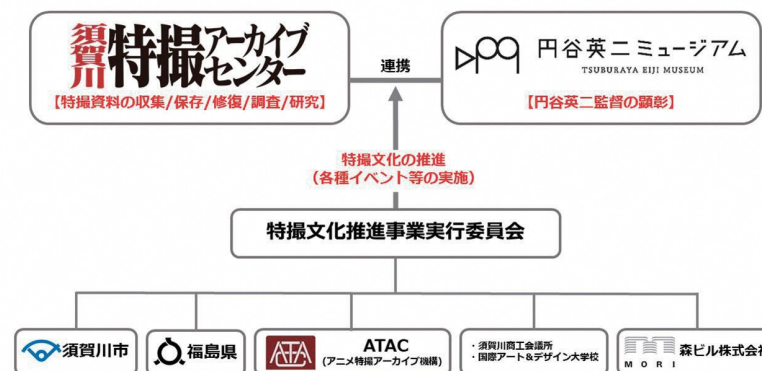 須賀川
特撮アーカイブ
センター
【特撮資料の収集/保存/修復/調査/研究】
連携
円谷英二ミュージアム
TSUBURAYA EIJI MUSEUM
【円谷英二監督の顕彰】
特撮文化の推進
（各種イベント等の実施）
特撮文化推進事業実行委員会
須賀川市
福島県
ATAC
ATAC
(アニメ特撮アーカイブ機構)
・須賀川商工会議所
・国際アート&デザイン大学校
MORI
森ビル株式会社